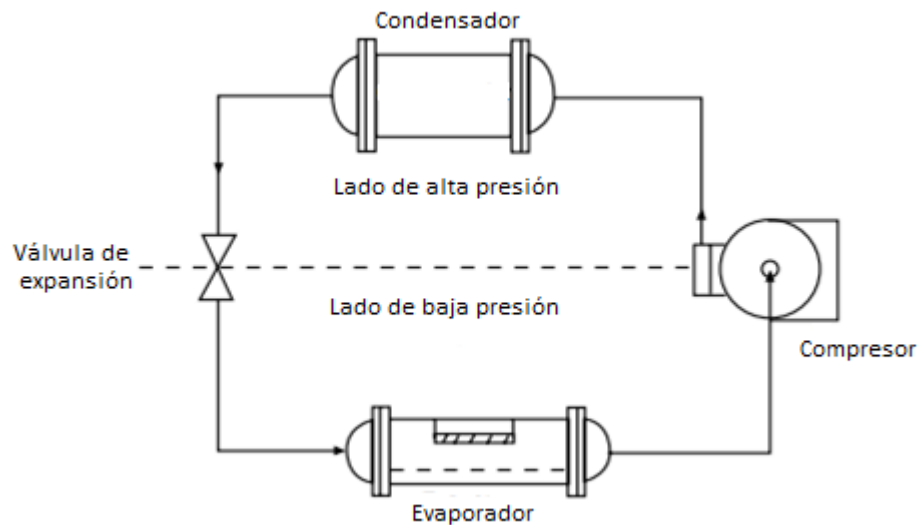 Condensador
Lado de alta presión
Válvula de
expansión
Lado de baja presión
Compresor
Evaporador